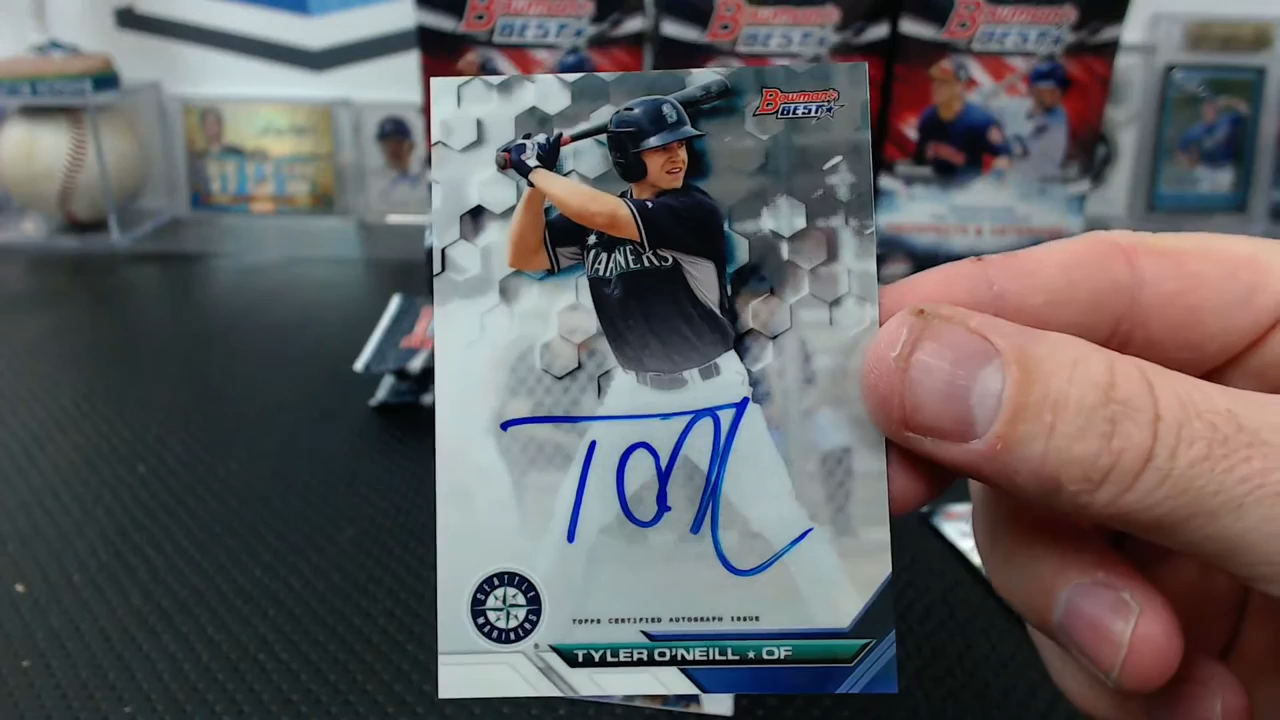 Bowman's
BEST
Bowman's
BEST
Bowman's
BEST
Bowman's
BEST
MARINERS
SEATTLE
MARINERS
TOPPS CERTIFIED AUTOGRAPH ISSUE
TYLER O'NEILL ★ OF